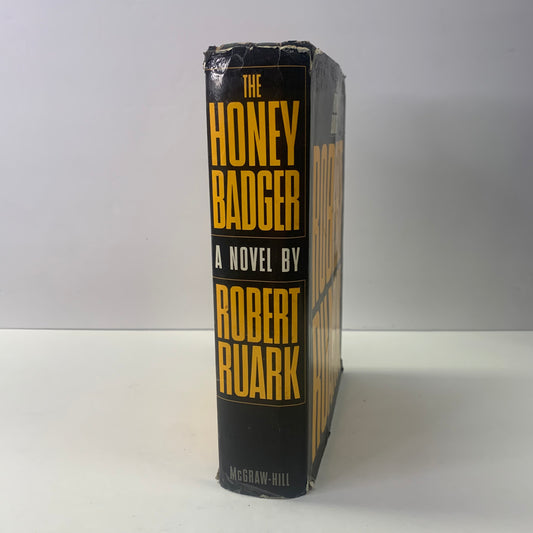 THE
HONEY
BADGER
A NOVEL BY
ROBERT
RUARK
McGRAW-HILL